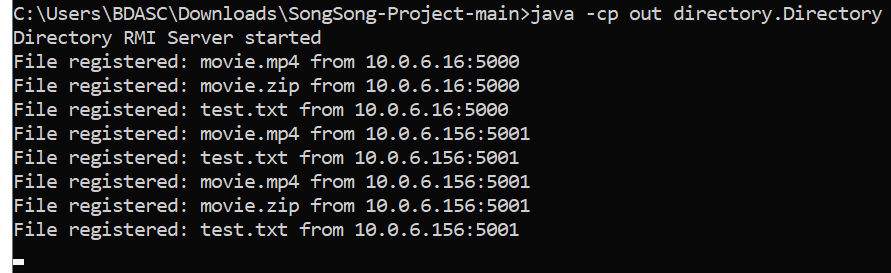 C:\Users\BDASC\Downloads\SongSong-Project-main>java -cp out directory.Directory
Directory RMI Server started
File registered: movie.mp4 from 10.0.6.16:5000
File registered: movie.zip from 10.0.6.16:5000
File registered: test.txt from 10.0.6.16:5000
File registered: movie.mp4 from 10.0.6.156:5001
File registered: test.txt from 10.0.6.156:5001
File registered: movie.mp4 from 10.0.6.156:5001
File registered: movie.zip from 10.0.6.156:5001
File registered: test.txt from 10.0.6.156:5001